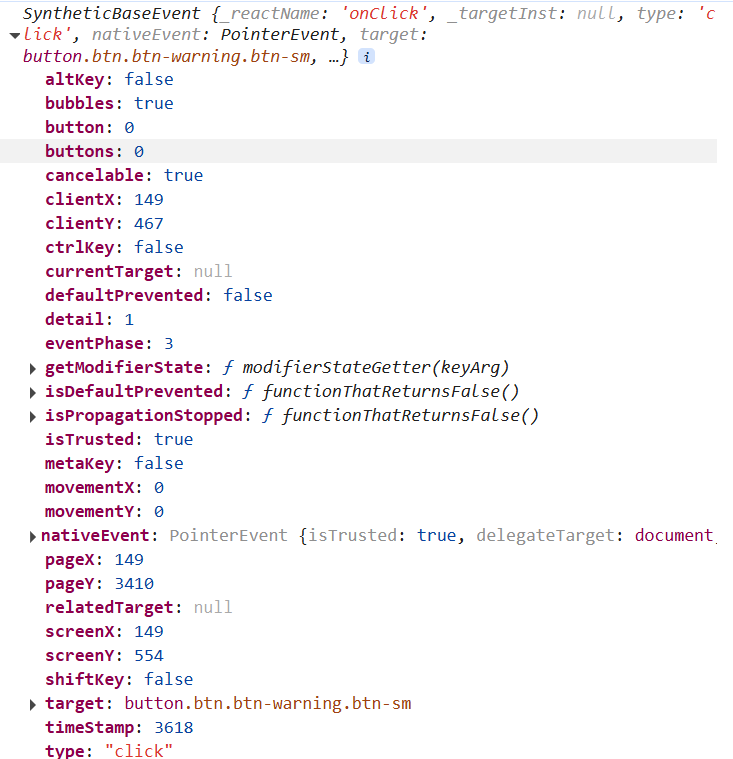 SyntheticBaseEvent {_reactName: 'onClick', _targetInst: null, type: 'c
lick', nativeEvent: PointerEvent, target:
button.btn.btn-warning.btn-sm, …} i
altKey: false
bubbles: true
button: 0
buttons: 0
cancelable: true
clientX: 149
clientY: 467
ctrlKey: false
currentTarget: null
defaultPrevented: false
detail: 1
eventPhase: 3
getModifierState: ƒ modifierStateGetter(keyArg)
isDefaultPrevented: ƒ functionThatReturnsFalse()
isPropagationStopped: ƒ functionThatReturnsFalse()
isTrusted: true
metaKey: false
movementX: 0
movementY: 0
nativeEvent: PointerEvent {isTrusted: true, delegateTarget: document,
pageX: 149
pageY: 3410
relatedTarget: null
screenX: 149
screenY: 554
shiftKey: false
target: button.btn.btn-warning.btn-sm
timeStamp: 3618
type: "click"